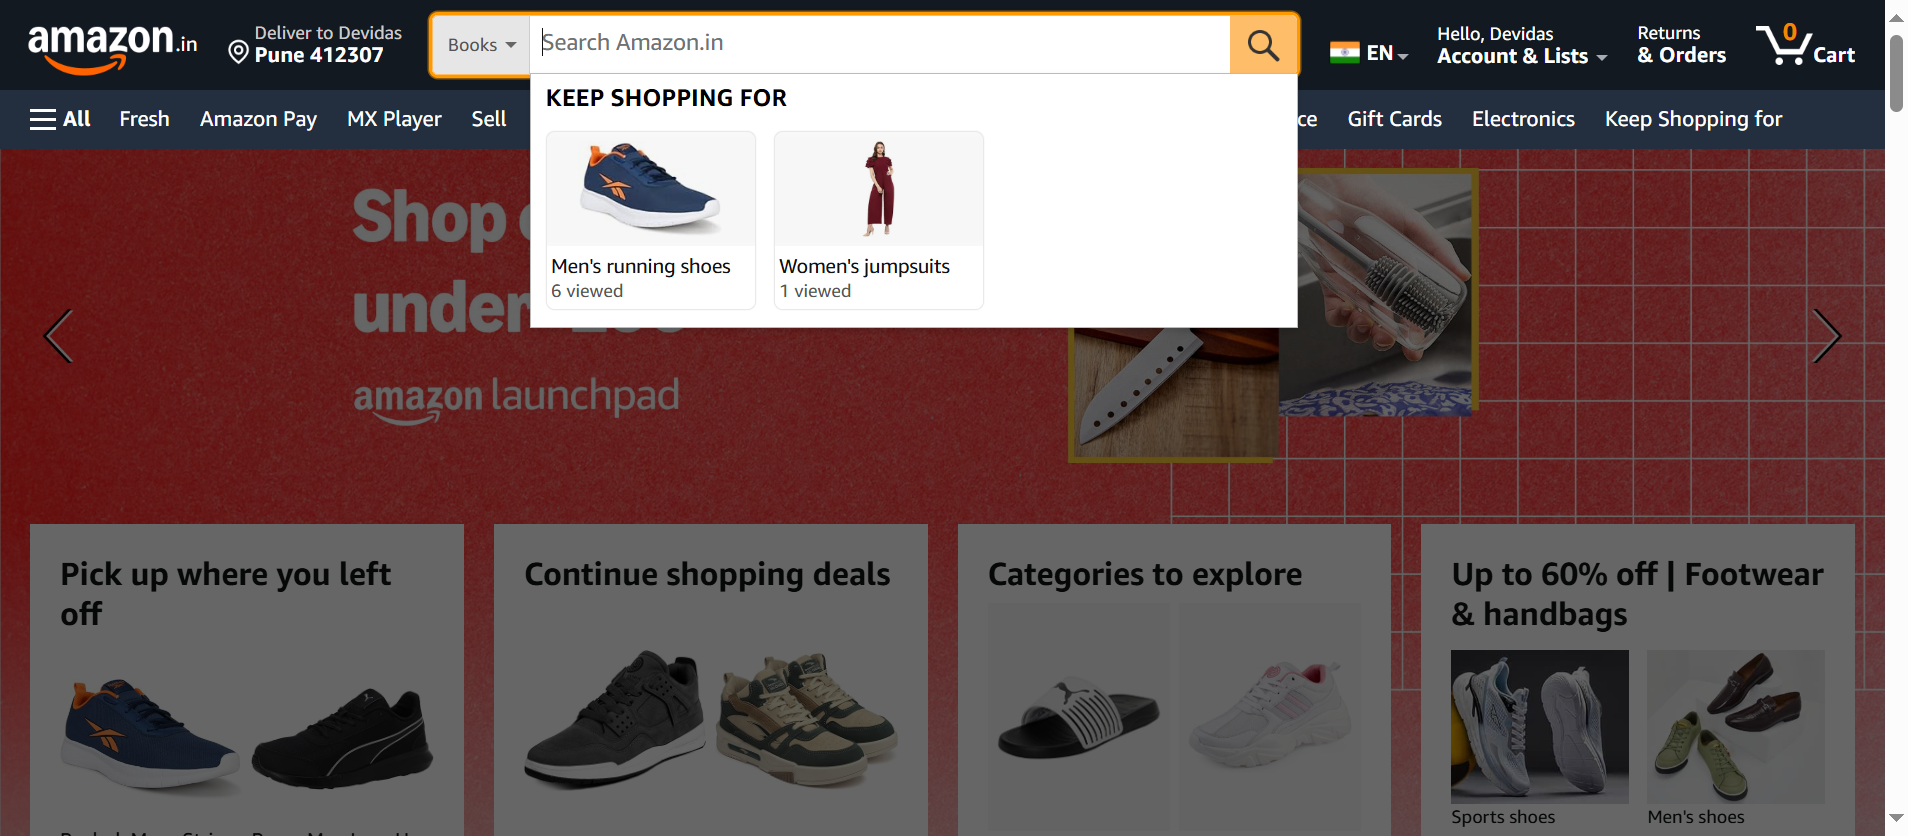 amazon.in
Deliver to Devidas
Pune 412307
Books
Search Amazon.in
EN
Hello, Devidas
Account & Lists
Returns
& Orders
0
Cart
All
Fresh
Amazon Pay
MX Player
Sell
ce
Gift Cards
Electronics
Keep Shopping for
KEEP SHOPPING FOR
Men's running shoes
6 viewed
Women's jumpsuits
1 viewed
Shop
under
amazon launchpad
Pick up where you left
off
Continue shopping deals
Categories to explore
Up to 60% off | Footwear
& handbags
Sports shoes
Men's shoes